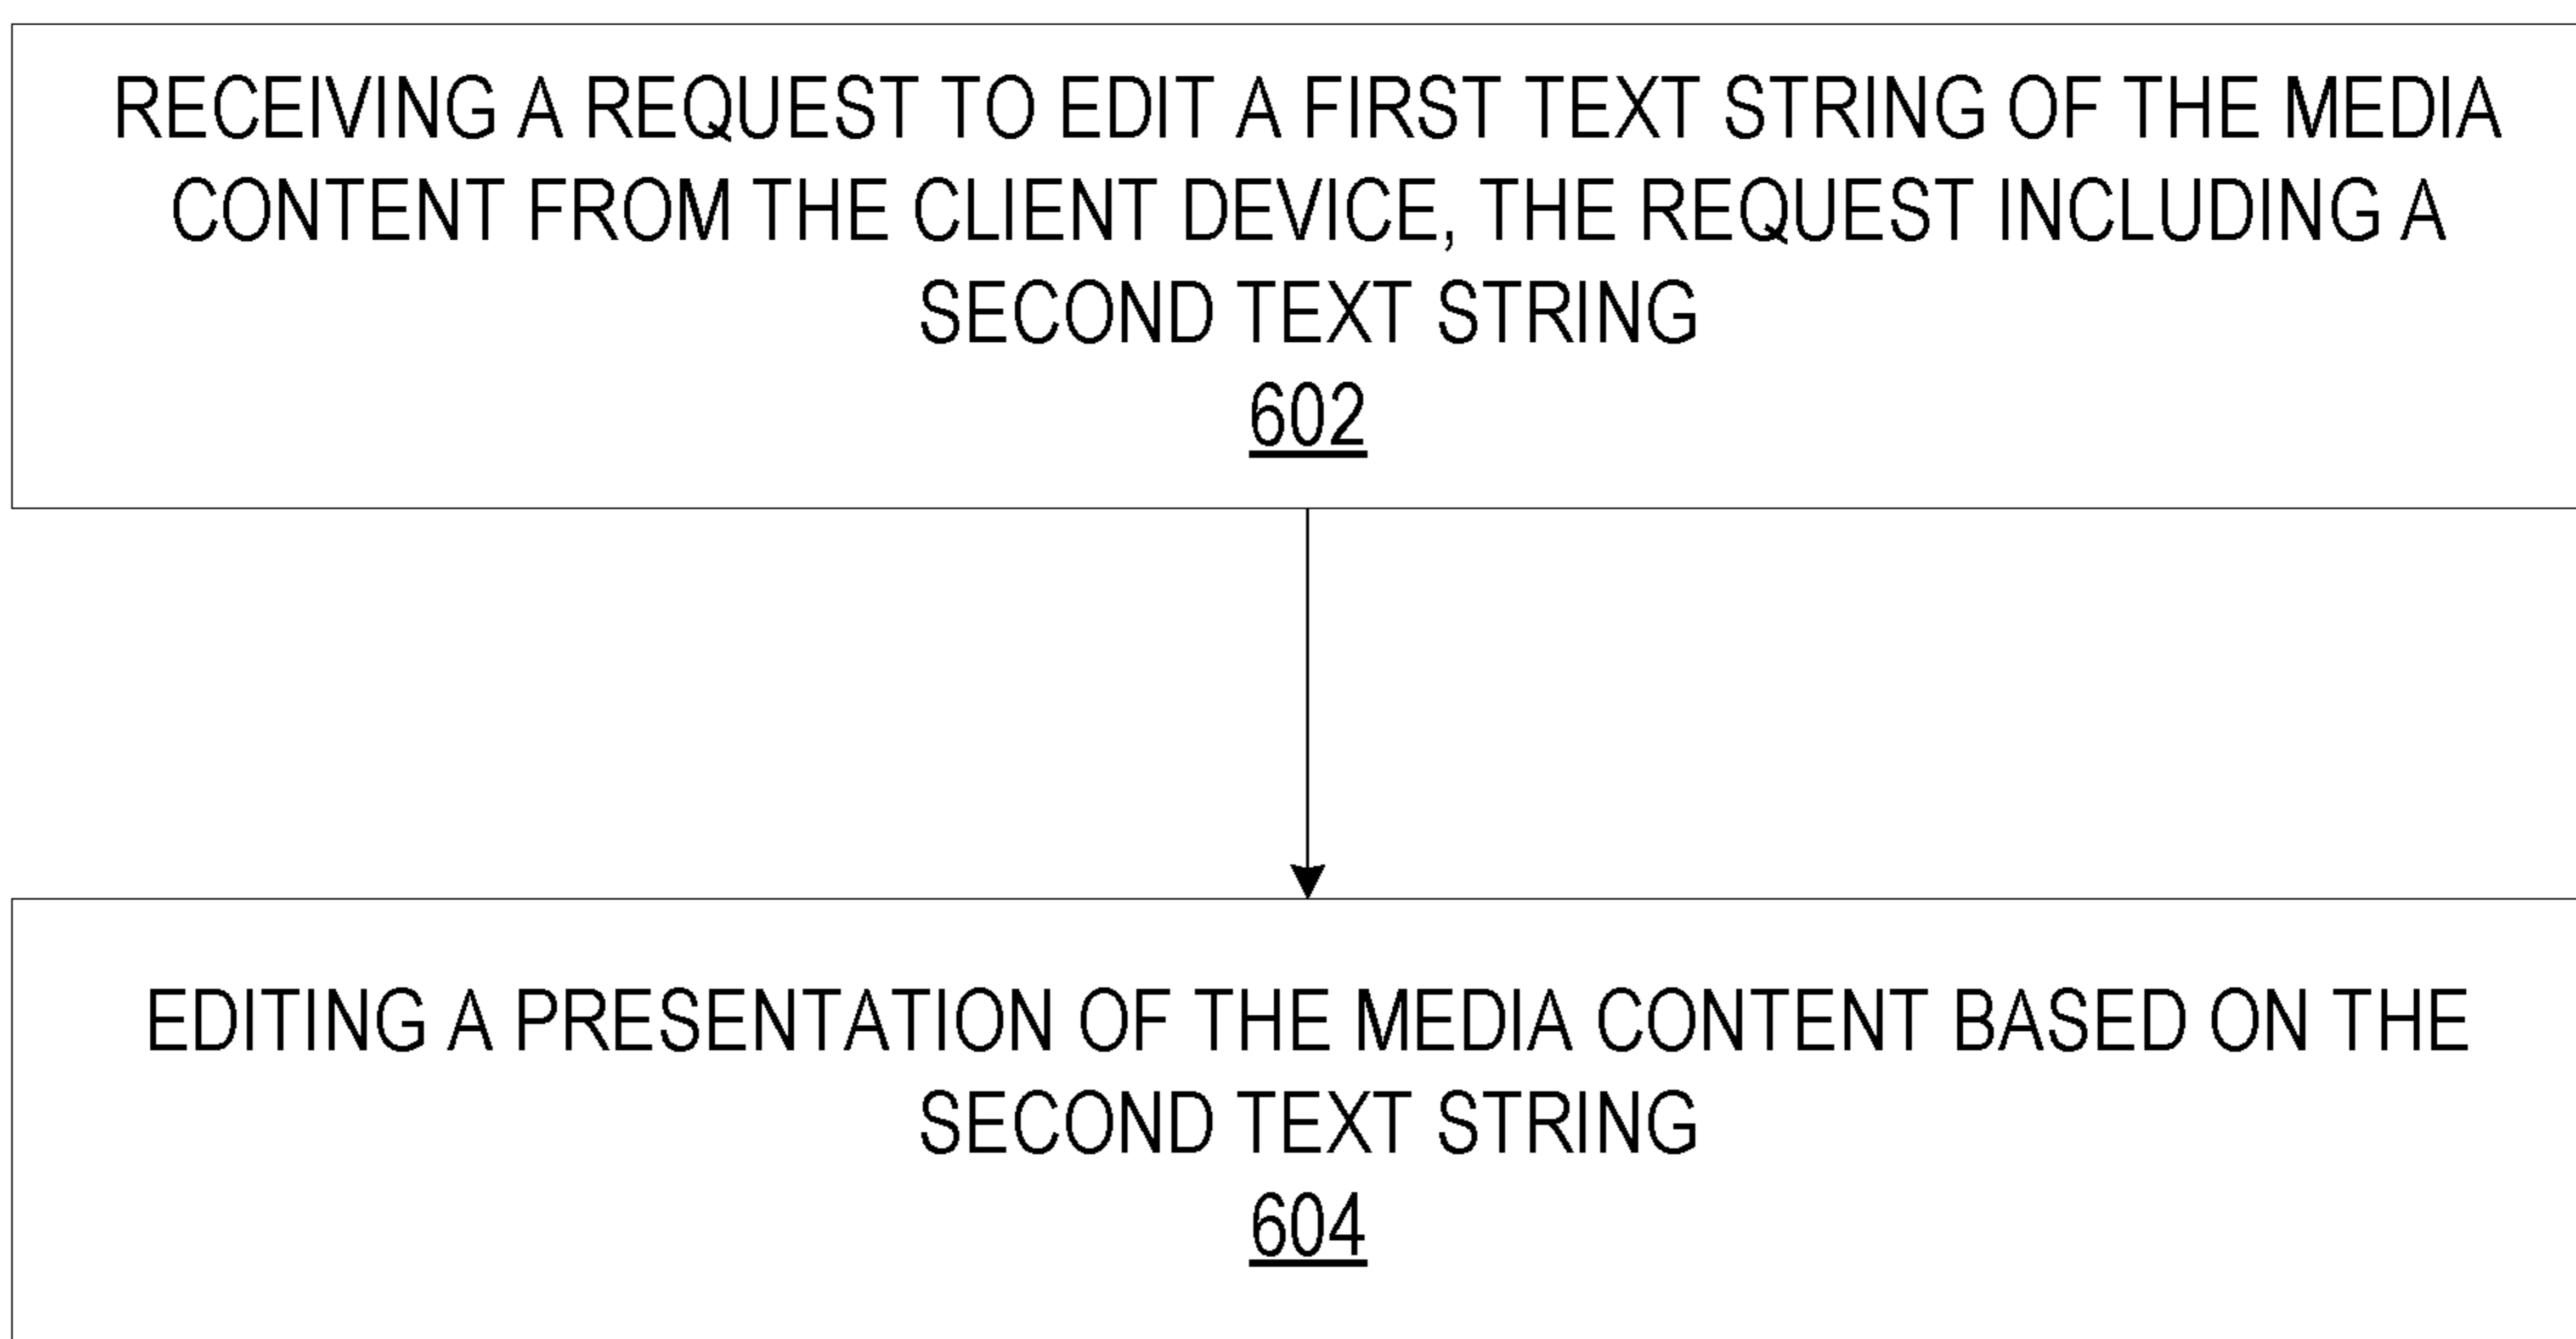 RECEIVING A REQUEST TO EDIT A FIRST TEXT STRING OF THE MEDIA
CONTENT FROM THE CLIENT DEVICE, THE REQUEST INCLUDING A
SECOND TEXT STRING
602
EDITING A PRESENTATION OF THE MEDIA CONTENT BASED ON THE
SECOND TEXT STRING
604